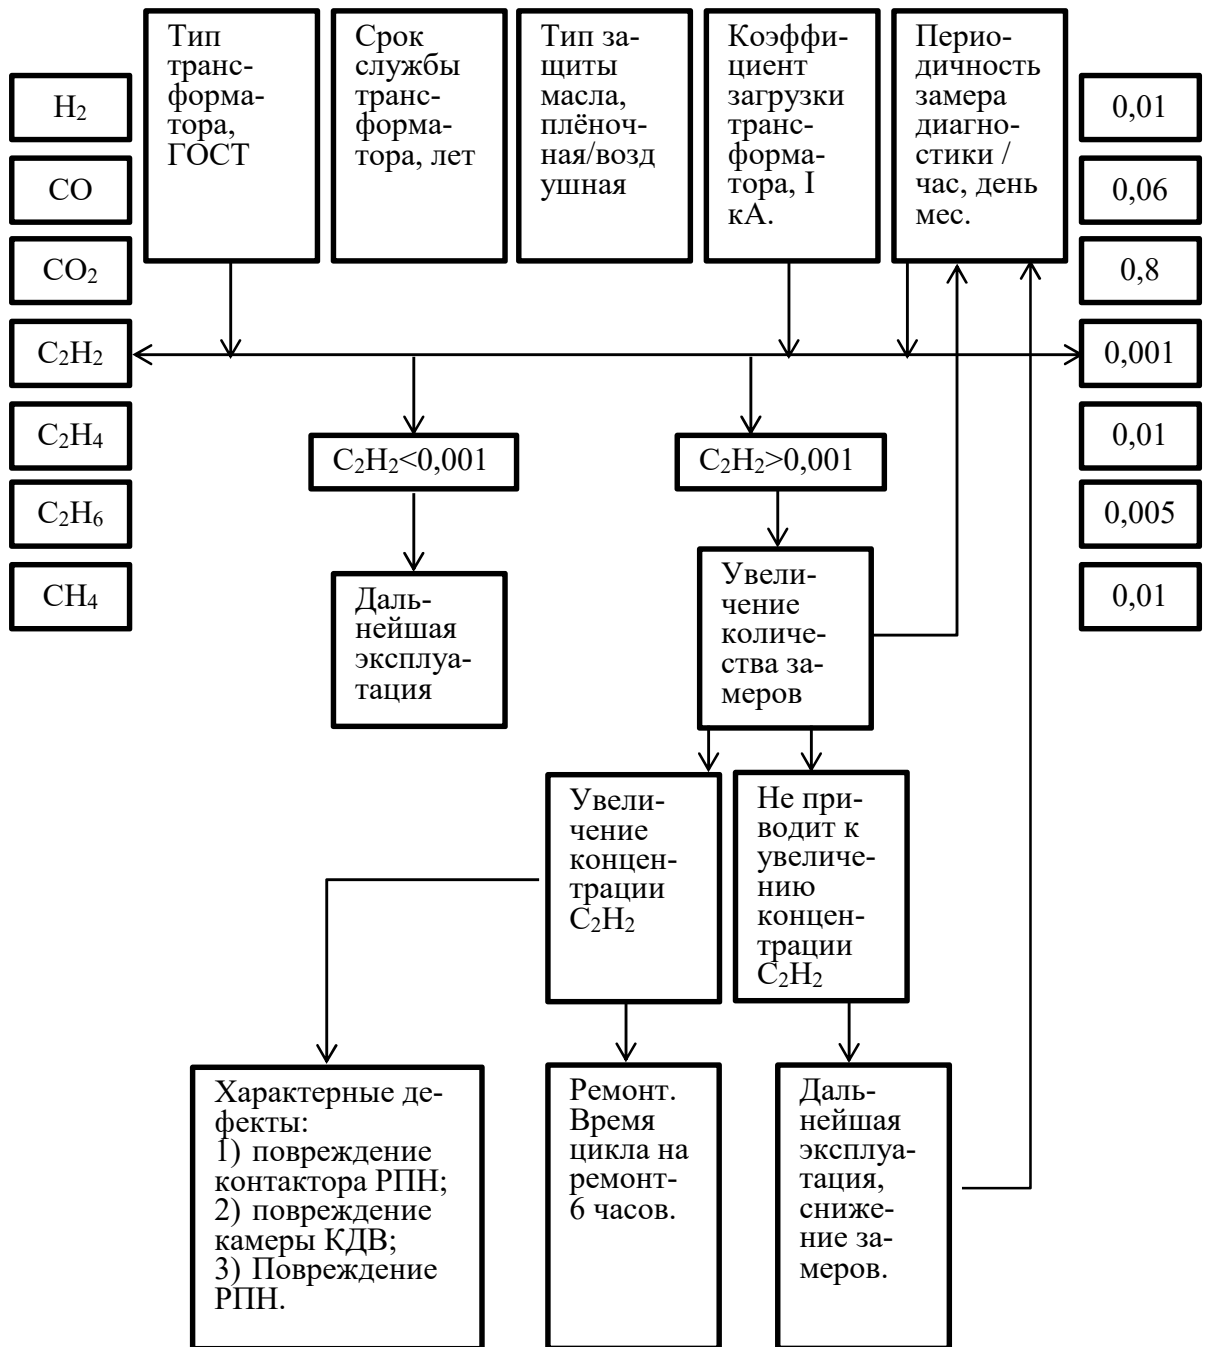 Тип
транс-
форма-
тора,
ГОСТ
Срок
службы
транс-
форма-
тора, лет
Тип за-
щиты
масла,
плёноч-
ная/возд
ушная
Коэффи-
циент
загрузки
транс-
форма-
тора, I
кА.
Перио-
дичность
замера
диагно-
стики /
час, день
мес.
H₂
0,01
CO
0,06
CO₂
0,8
C₂H₂
0,001
C₂H₄
0,01
C₂H₆
0,005
CH₄
0,01
C₂H₂<0,001
C₂H₂>0,001
Даль-
нейшая
эксплуа-
тация
Увели-
чение
количе-
ства за-
меров
Увели-
чение
концен-
трации
C₂H₂
Не при-
водит к
увеличе-
нию
концен-
трации
C₂H₂
Характерные де-
фекты:
1) повреждение
контактора РПН;
2) повреждение
камеры КДВ;
3) Повреждение
РПН.
Ремонт.
Время
цикла на
ремонт-
6 часов.
Даль-
нейшая
эксплуа-
тация,
сниже-
ние за-
меров.